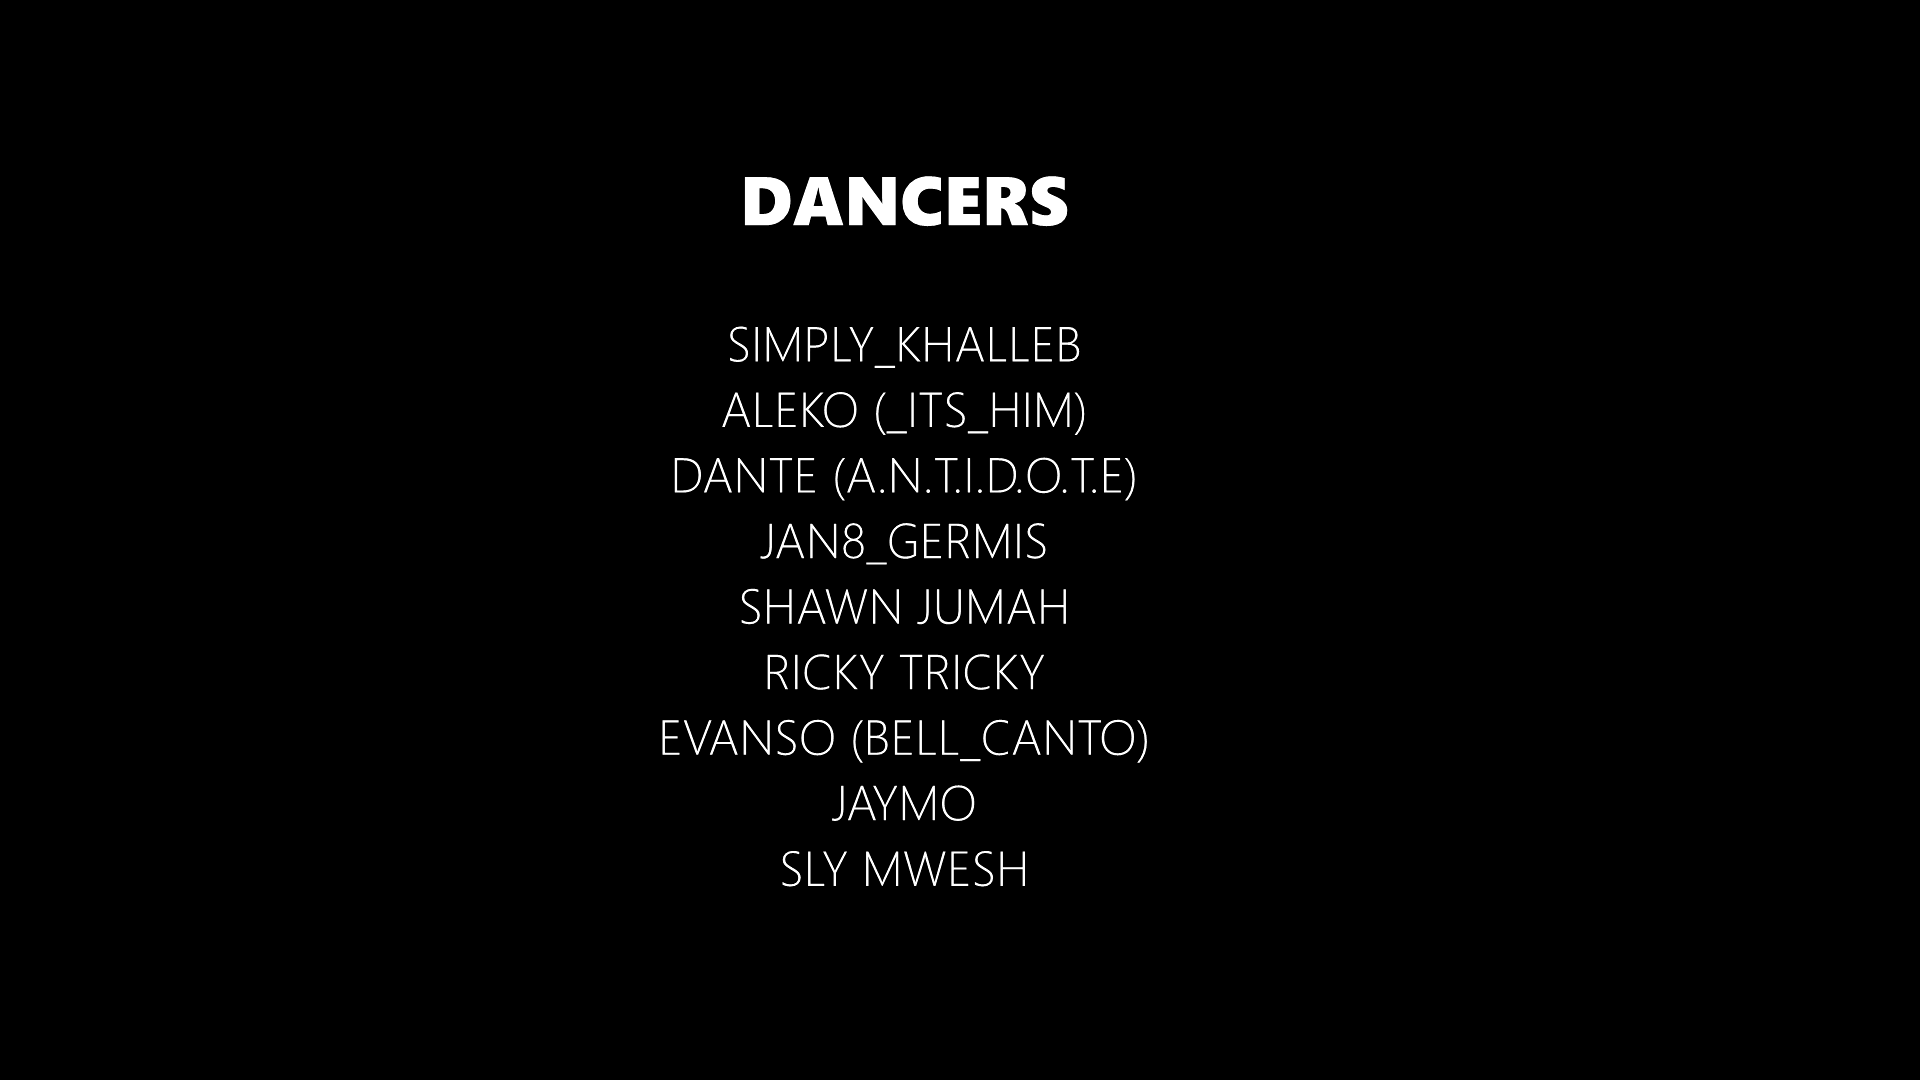 DANCERS
SIMPLY_KHALLEB
ALEKO (_ITS_HIM)
DANTE (A.N.T.I.D.O.T.E)
JAN8_GERMIS
SHAWN JUMAH
RICKY TRICKY
EVANSO (BELL_CANTO)
JAYMO
SLY MWESH